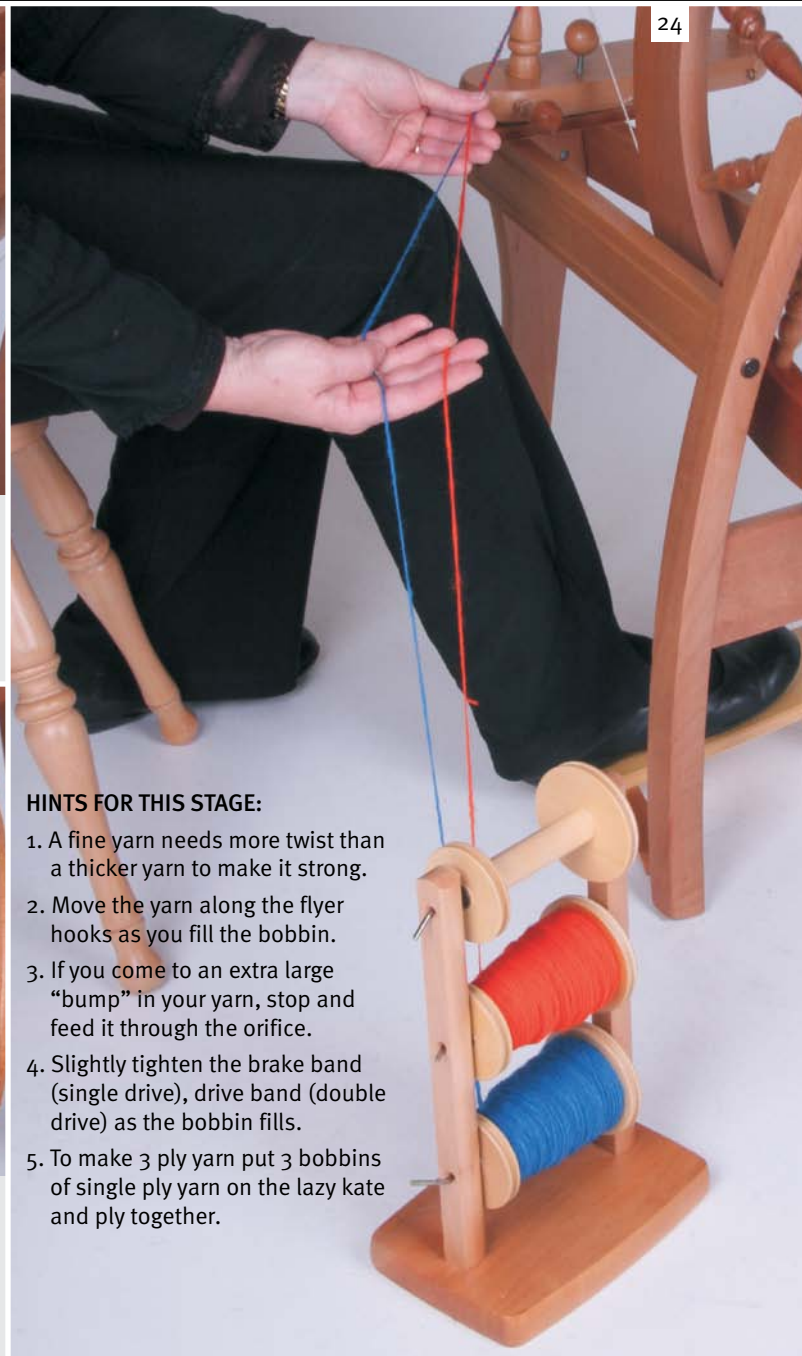 24
HINTS FOR THIS STAGE:
1. A fine yarn needs more twist than
a thicker yarn to make it strong.
2. Move the yarn along the flyer
hooks as you fill the bobbin.
3. If you come to an extra large
“bump” in your yarn, stop and
feed it through the orifice.
4. Slightly tighten the brake band
(single drive), drive band (double
drive) as the bobbin fills.
5. To make 3 ply yarn put 3 bobbins
of single ply yarn on the lazy kate
and ply together.